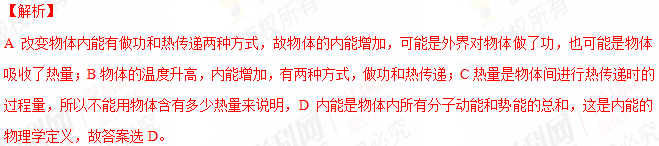 【解析】
A 改变物体内能有做功和热传递两种方式，故物体的内能增加，可能是外界对物体做了功，也可能是物体
吸收了热量；B 物体的温度升高，内能增加，有两种方式，做功和热传递；C 热量是物体间进行热传递时的
过程量，所以不能用物体含有多少热量来说明，D 内能是物体内所有分子动能和势能的总和，这是内能的
物理学定义，故答案选 D。